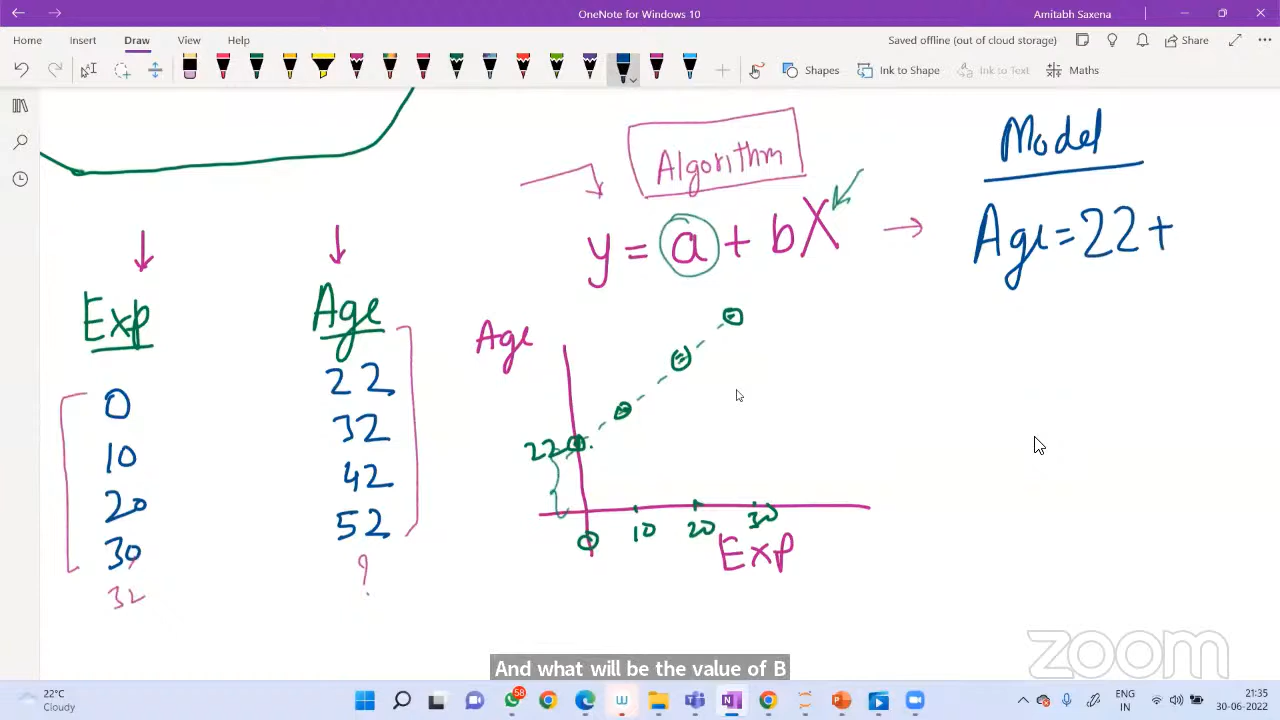 OneNote for Windows 10
Amitabh Saxena
Home Insert Draw View Help
Saved offline (out of cloud storage)
Share
Shapes
Ink to Shape
Ink to Text
Maths
Algorithm
Model
y = a + bX → Age = 22 +
Exp Age
0 22
10 32
20 42
30 52
32 ?
Age
22
0 10 20 30
Exp
zoom
And what will be the value of B
22°C
Clear
58
ENG
IN
21:35
30-06-2022